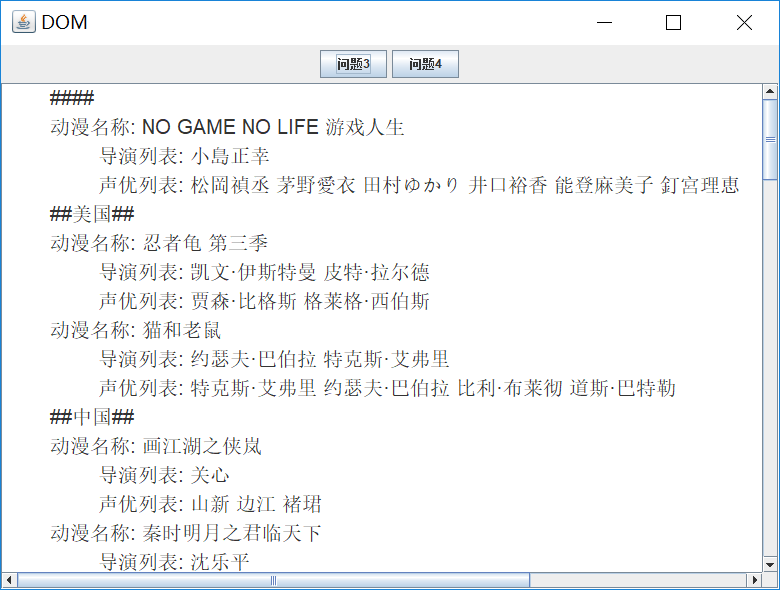 DOM
问题3 问题4
####
动漫名称: NO GAME NO LIFE 游戏人生
导演列表: 小島正幸
声优列表: 松岡禎丞 茅野愛衣 田村ゆかり 井口裕香 能登麻美子 釘宮理恵
##美国##
动漫名称: 忍者龟 第三季
导演列表: 凯文·伊斯特曼 皮特·拉尔德
声优列表: 贾森·比格斯 格莱格·西伯斯
动漫名称: 猫和老鼠
导演列表: 约瑟夫·巴伯拉 特克斯·艾弗里
声优列表: 特克斯·艾弗里 约瑟夫·巴伯拉 比利·布莱彻 道斯·巴特勒
##中国##
动漫名称: 画江湖之侠岚
导演列表: 关心
声优列表: 山新 边江 褚珺
动漫名称: 秦时明月之君临天下
导演列表: 沈乐平